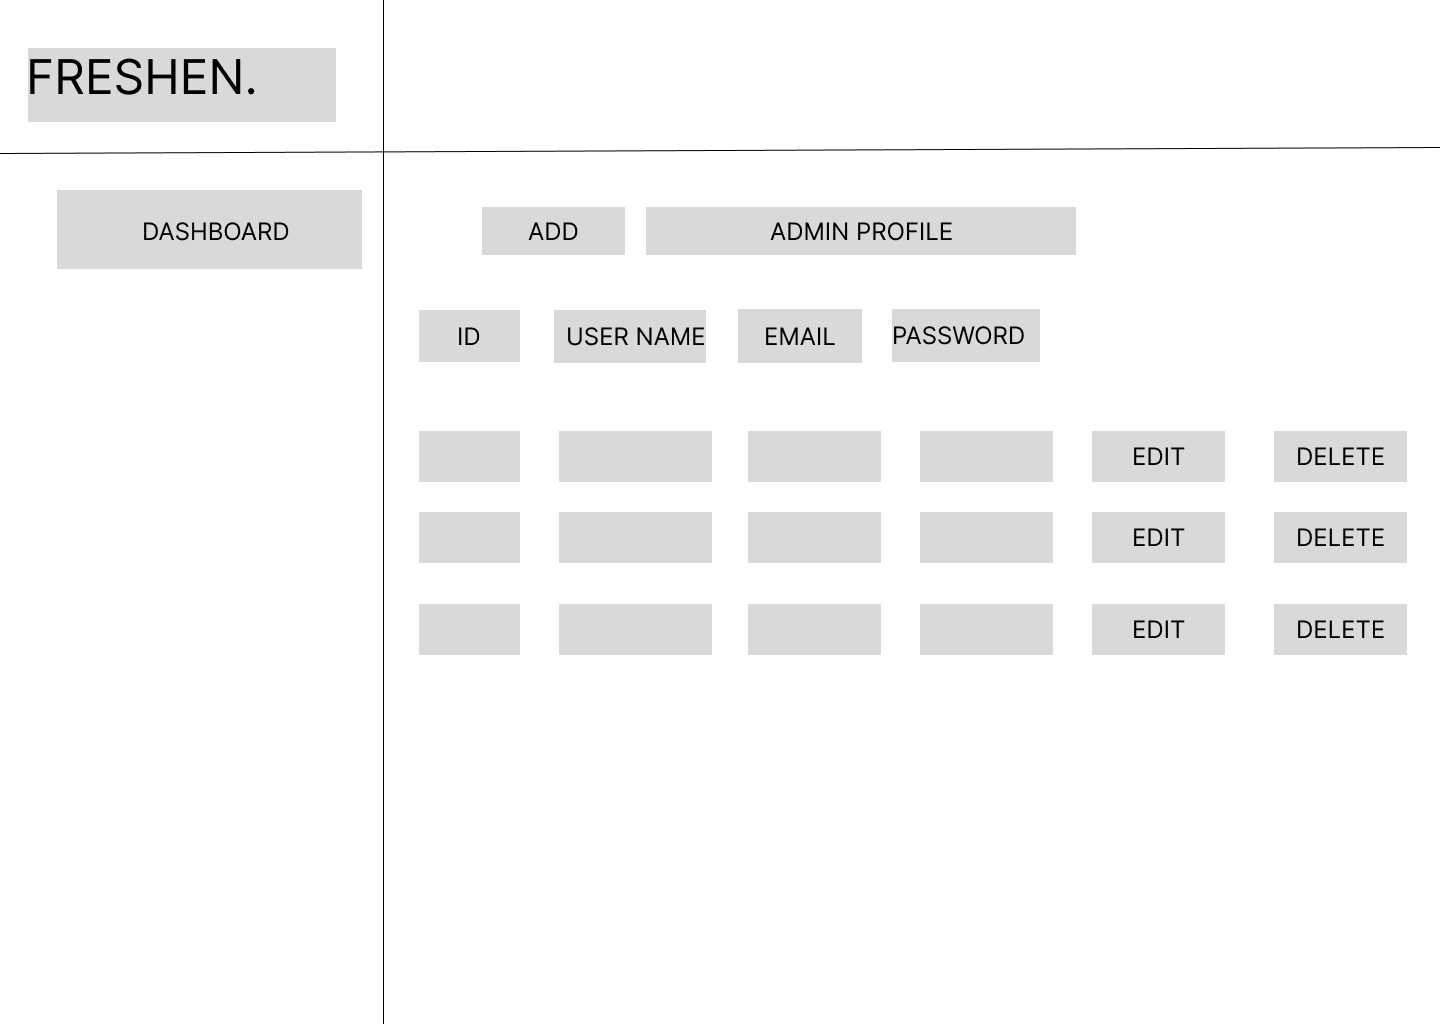 FRESHEN.
DASHBOARD
ADD
ADMIN PROFILE
ID
USER NAME
EMAIL
PASSWORD
EDIT
DELETE
EDIT
DELETE
EDIT
DELETE